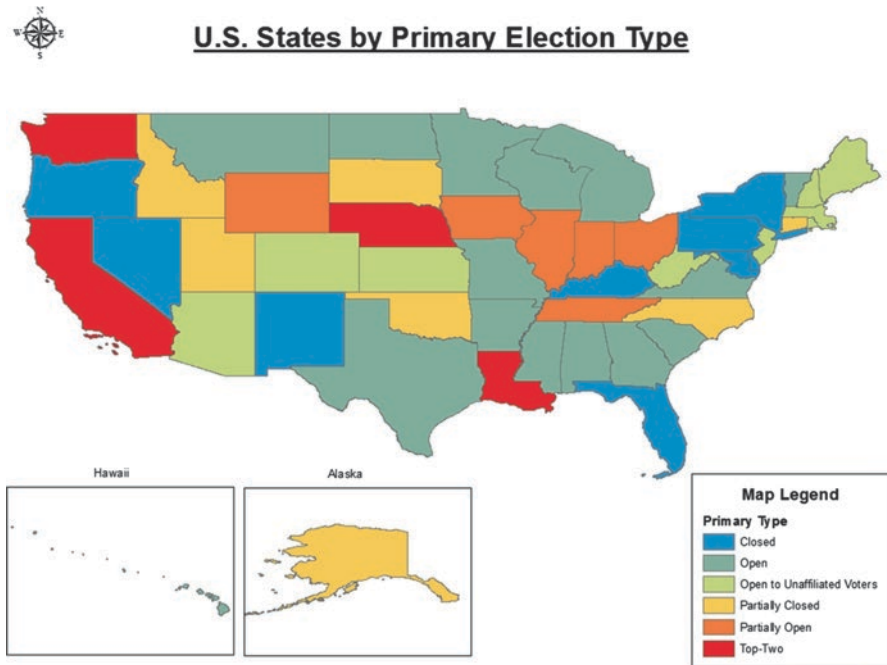 N
W E
S
U.S. States by Primary Election Type
Hawaii
Alaska
Map Legend
Primary Type
Closed
Open
Open to Unaffiliated Voters
Partially Closed
Partially Open
Top-Two